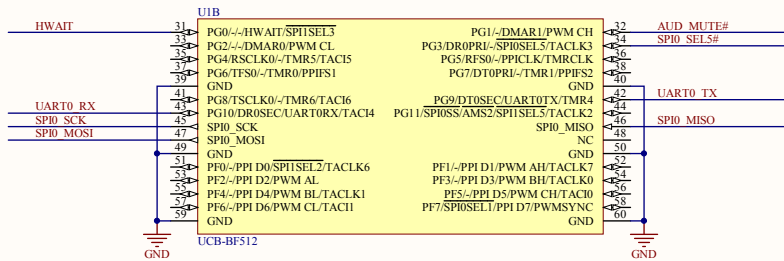 U1B
HWAIT 31 PG0/-/-/HWAIT/SPI1SEL3 PG1/-/DMAR1/PWM CH 32 AUD_MUTE#
33 PG2/-/-/DMAR0/PWM CL PG3/DR0PRI/-/SPI0SEL5/TACLK3 34 SPI0_SEL5#
35 PG4/RSCLK0/-/TMR5/TACI5 PG5/RFS0/-/PPICLK/TMRCLK 36
37 PG6/TFS0/-/TMR0/PPIFS1 PG7/DT0PRI/-/TMR1/PPIFS2 38
39 GND GND 40
41 PG8/TSCLK0/-/TMR6/TACI6 PG9/DT0SEC/UART0TX/TMR4 42 UART0_TX
UART0_RX 43 PG10/DR0SEC/UART0RX/TACI4 PG11/SPI0SS/AMS2/SPI1SEL5/TACLK2 44
SPI0_SCK 45 SPI0_SCK SPI0_MISO 46 SPI0_MISO
SPI0_MOSI 47 SPI0_MOSI NC 48
49 GND GND 50
51 PF0/-/PPI D0/SPI1SEL2/TACLK6 PF1/-/PPI D1/PWM AH/TACLK7 52
53 PF2/-/PPI D2/PWM AL PF3/-/PPI D3/PWM BH/TACLK0 54
55 PF4/-/PPI D4/PWM BL/TACLK1 PF5/-/PPI D5/PWM CH/TACI0 56
57 PF6/-/PPI D6/PWM CL/TACI1 PF7/SPI0SEL1/PPI D7/PWMSYNC 58
59 GND GND 60
UCB-BF512
GND GND